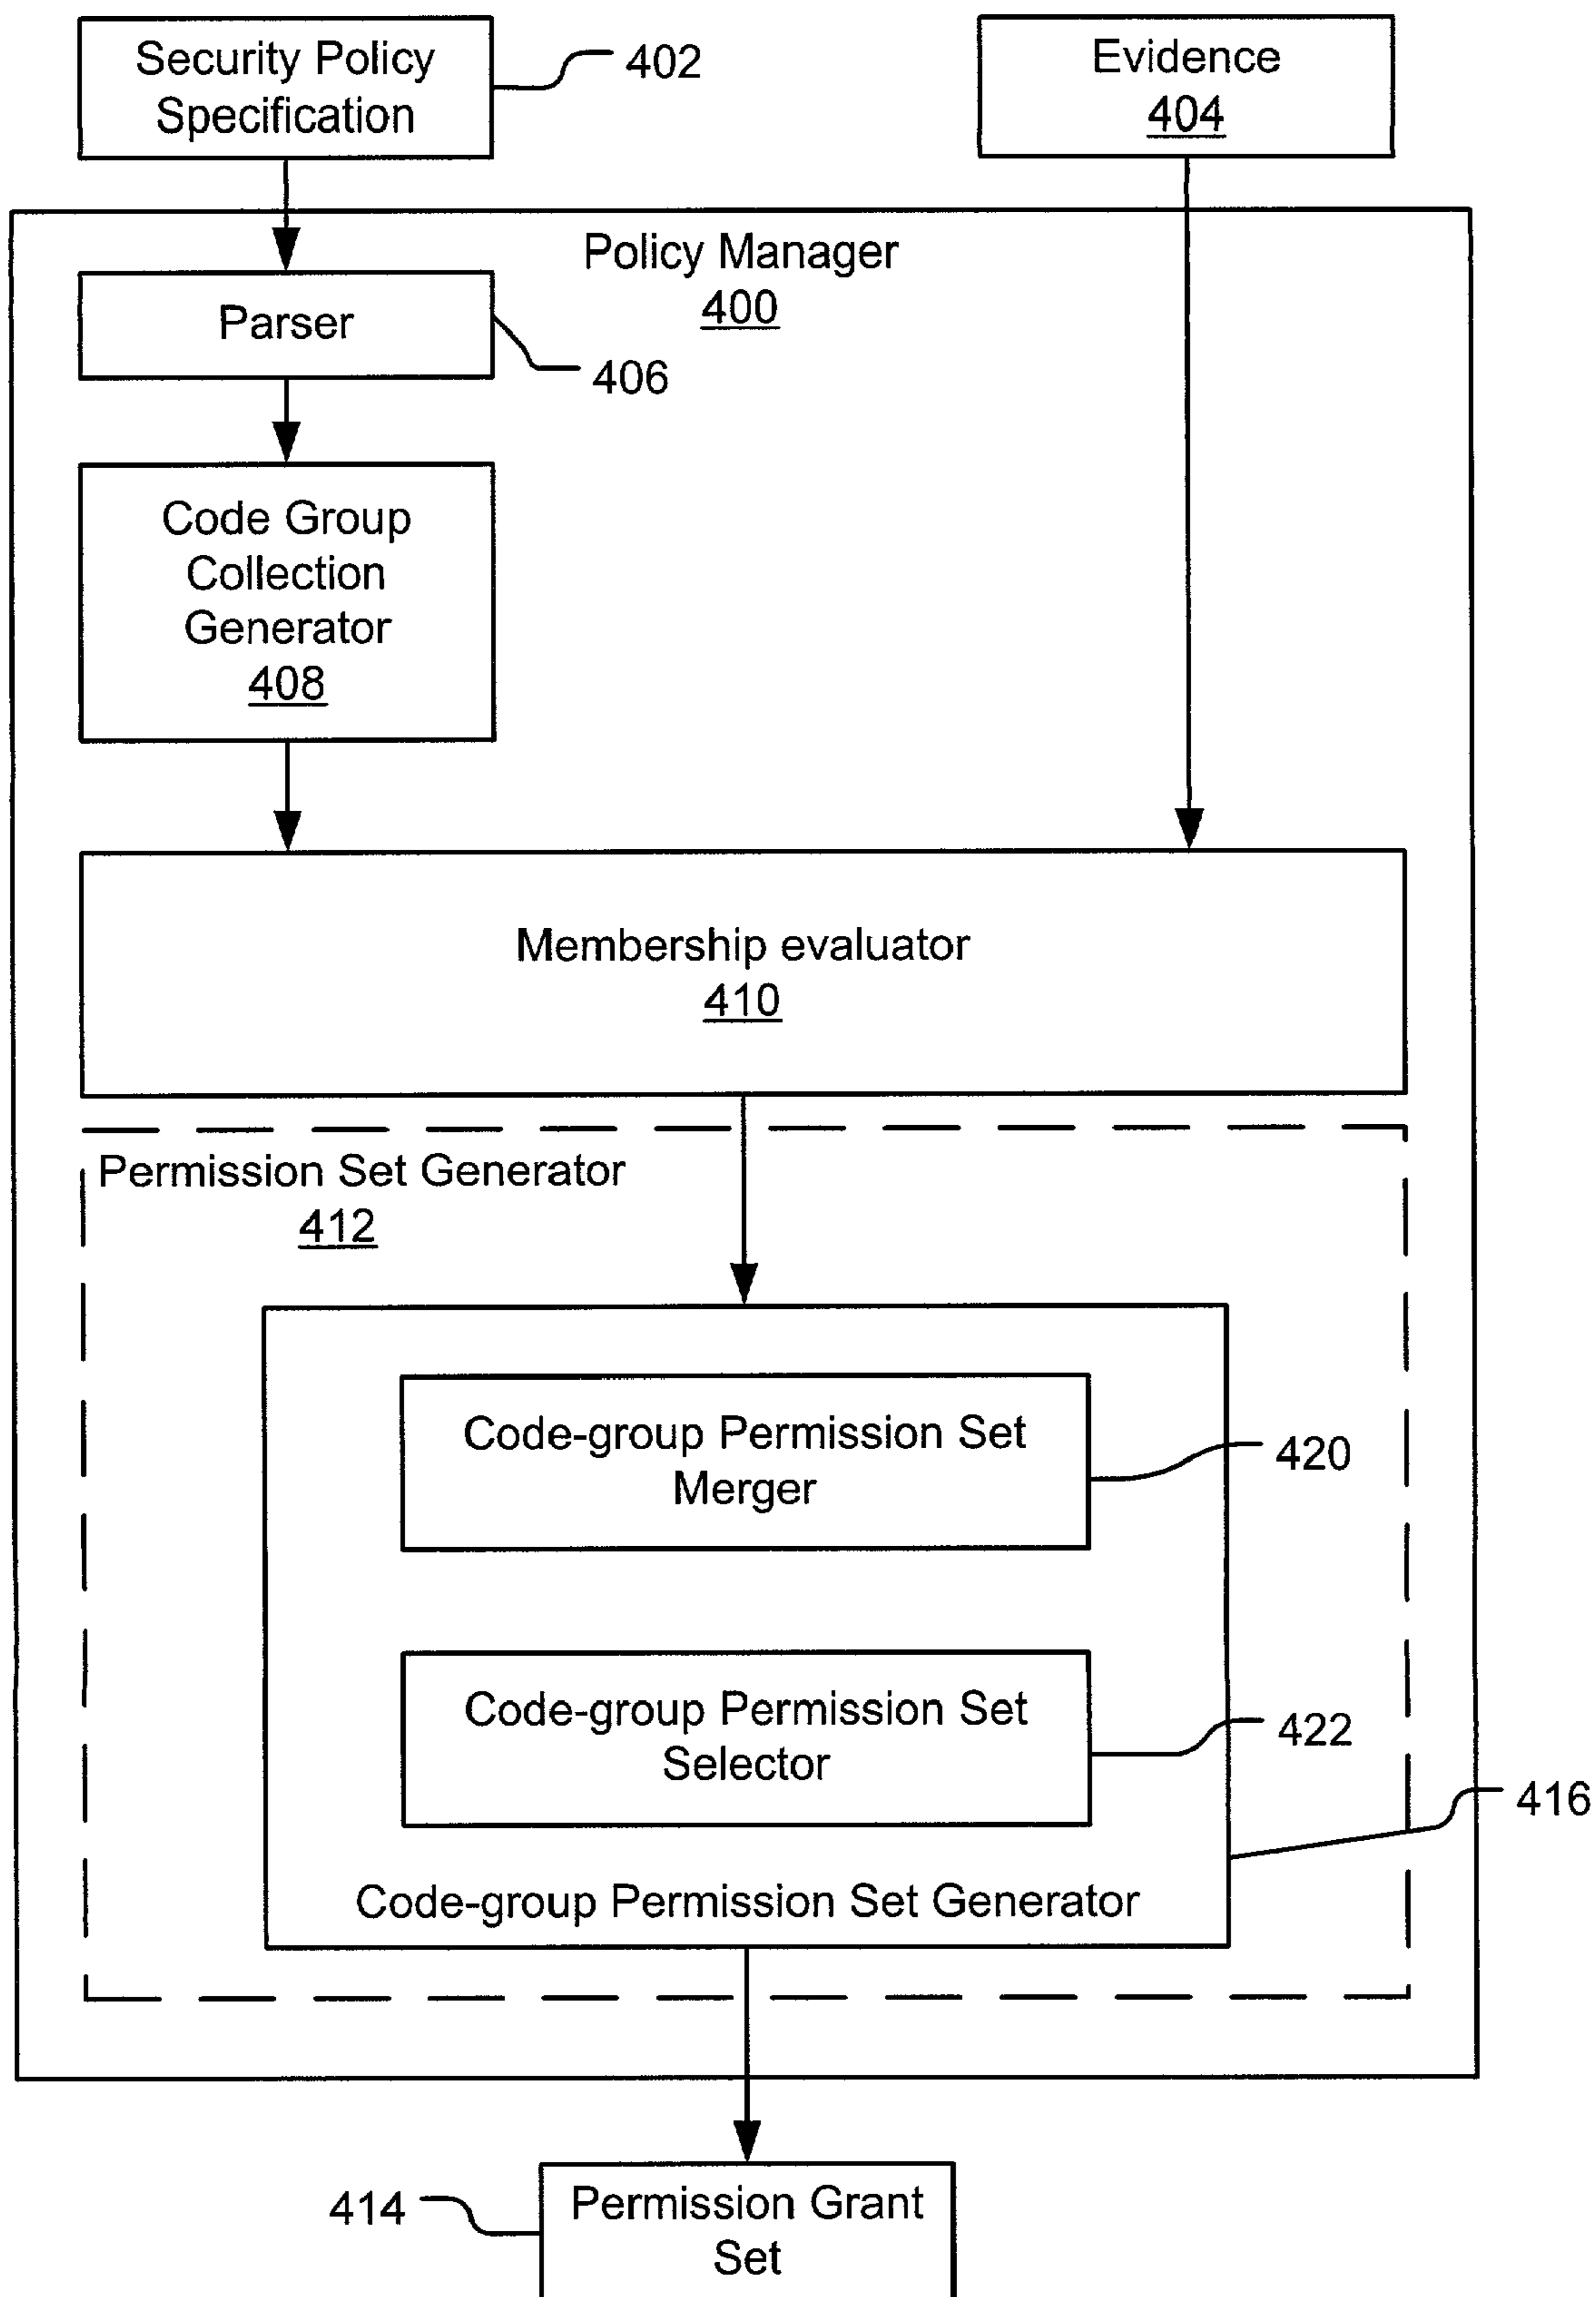 Security Policy
Specification
402
Evidence
404
Policy Manager
400
Parser
406
Code Group
Collection
Generator
408
Membership evaluator
410
Permission Set Generator
412
Code-group Permission Set
Merger
420
Code-group Permission Set
Selector
422
416
Code-group Permission Set Generator
414
Permission Grant
Set